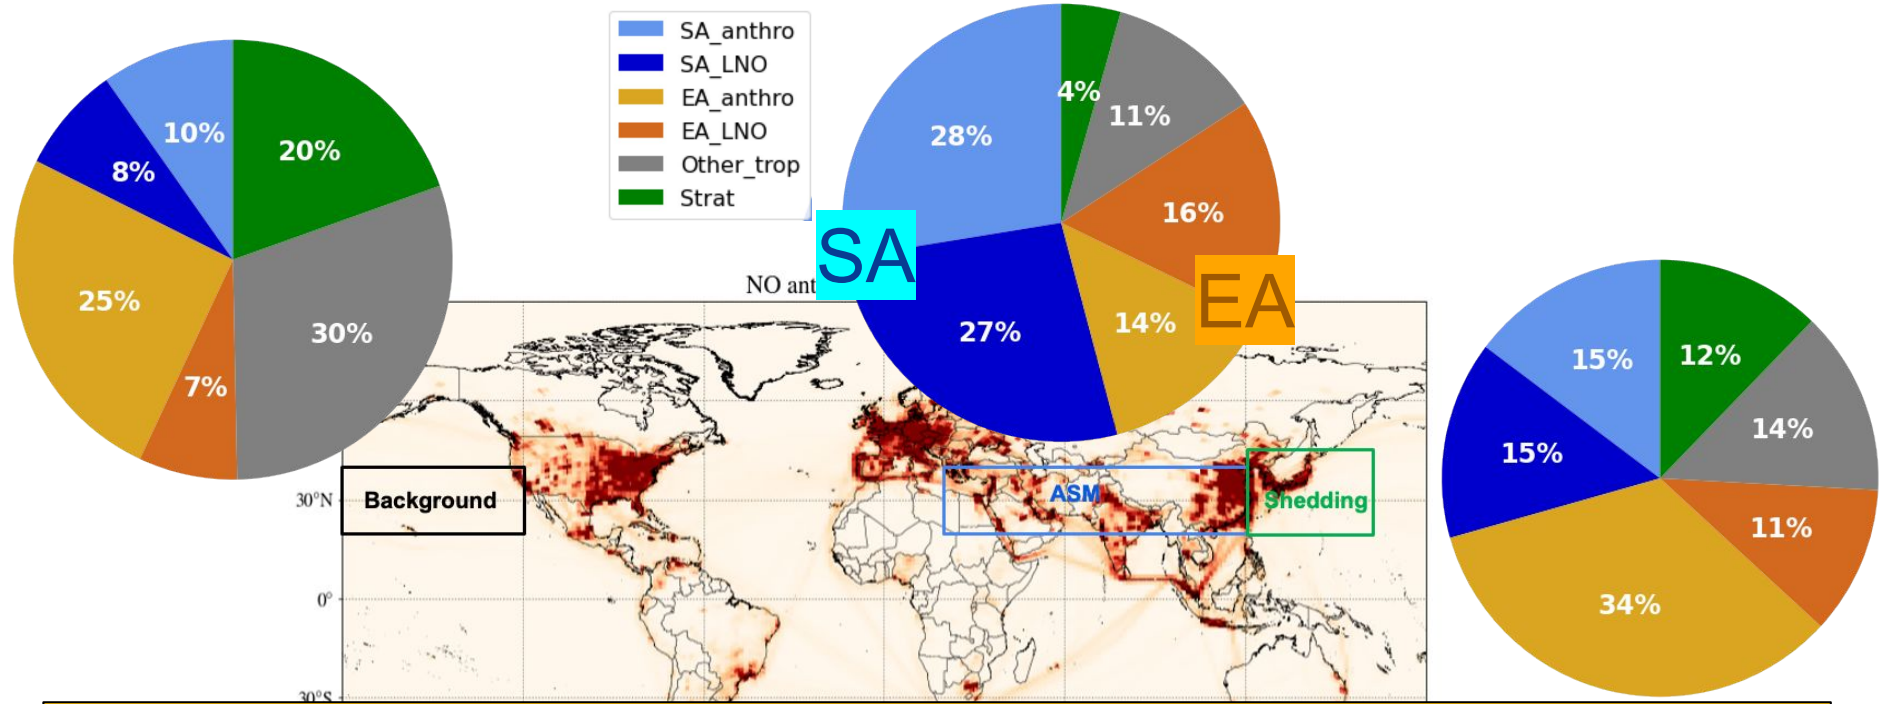 SA_anthro
SA_LNO
EA_anthro
EA_LNO
Other_trop
Strat
10%
20%
8%
25%
30%
7%
4%
11%
28%
16%
27%
14%
SA
EA
NO ant
15%
12%
15%
14%
11%
34%
30°N
0°
30°S
Background
ASM
Shedding